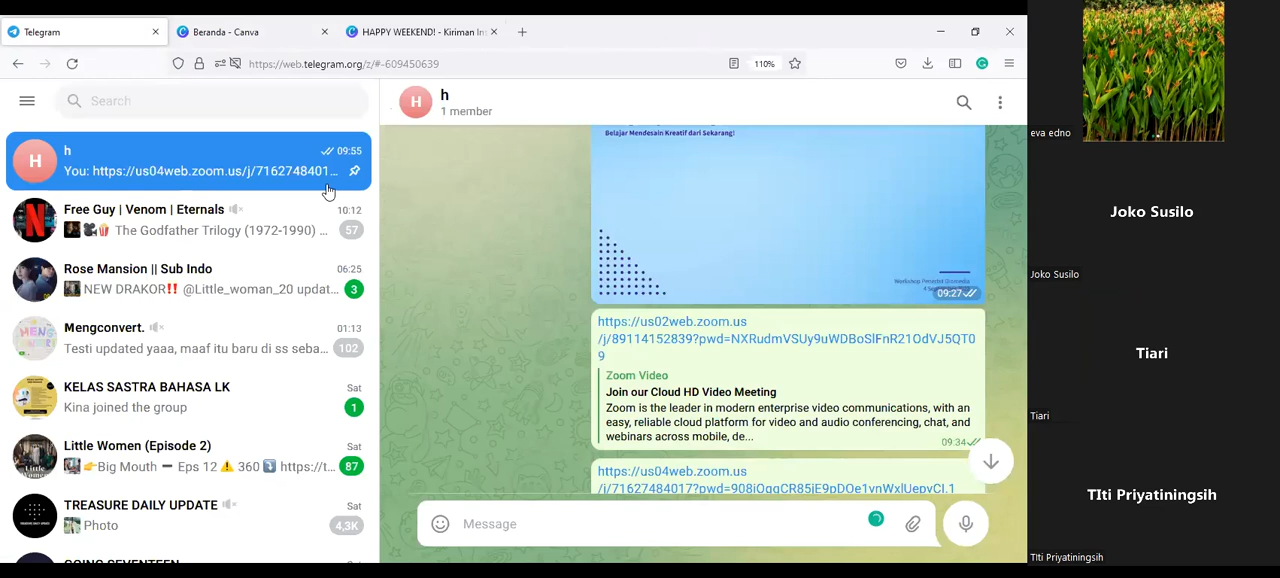 Telegram
Beranda - Canva
HAPPY WEEKEND! - Kiriman Ins
https://web.telegram.org/z/#-609450639
110%
Search
h
1 member
h
09:55
You: https://us04web.zoom.us/j/7162748401...
Free Guy | Venom | Eternals
10:12
The Godfather Trilogy (1972-1990) ...
57
Rose Mansion || Sub Indo
06:25
NEW DRAKOR‼️ @Little_woman_20 updat...
3
Mengconvert.
01:13
Testi updated yaaa, maaf itu baru di ss seba...
102
KELAS SASTRA BAHASA LK
Sat
Kina joined the group
1
Little Women (Episode 2)
Sat
Big Mouth – Eps 12 ⚠️ 360 ⤵️ https://t...
87
TREASURE DAILY UPDATE
Sat
Photo
4,3K
GOING SEVENTEEN
Belajar Mendesain Kreatif dari Sekarang!
09:27
https://us02web.zoom.us
/j/89114152839?pwd=NXRudmVSUy9uWDBoSlFnR21OdVJ5QT0
9
Zoom Video
Join our Cloud HD Video Meeting
Zoom is the leader in modern enterprise video communications, with an
easy, reliable cloud platform for video and audio conferencing, chat, and
webinars across mobile, de...
09:34
https://us04web.zoom.us
Message
eva edno
Joko Susilo
Joko Susilo
Tiari
Tiari
TIti Priyatiningsih
TIti Priyatiningsih